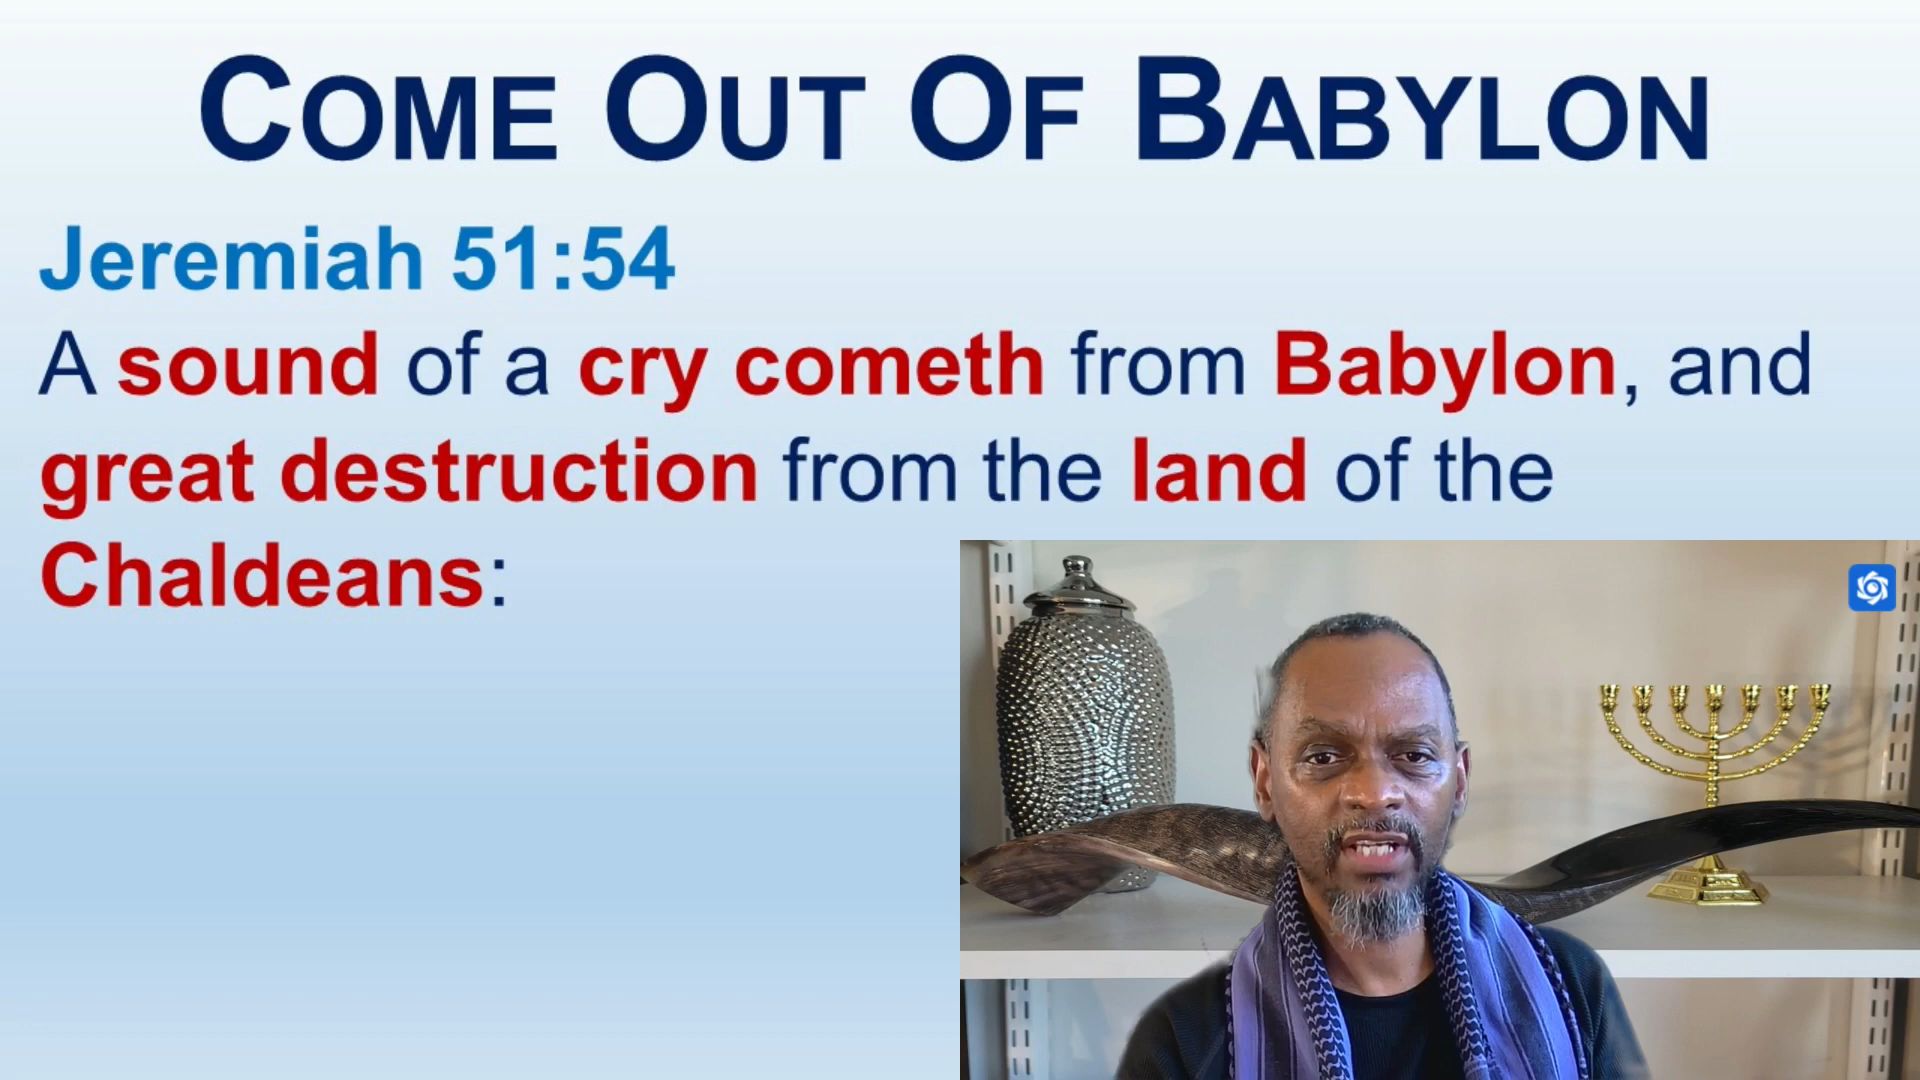 COME OUT OF BABYLON
Jeremiah 51:54
A sound of a cry cometh from Babylon, and
great destruction from the land of the
Chaldeans: